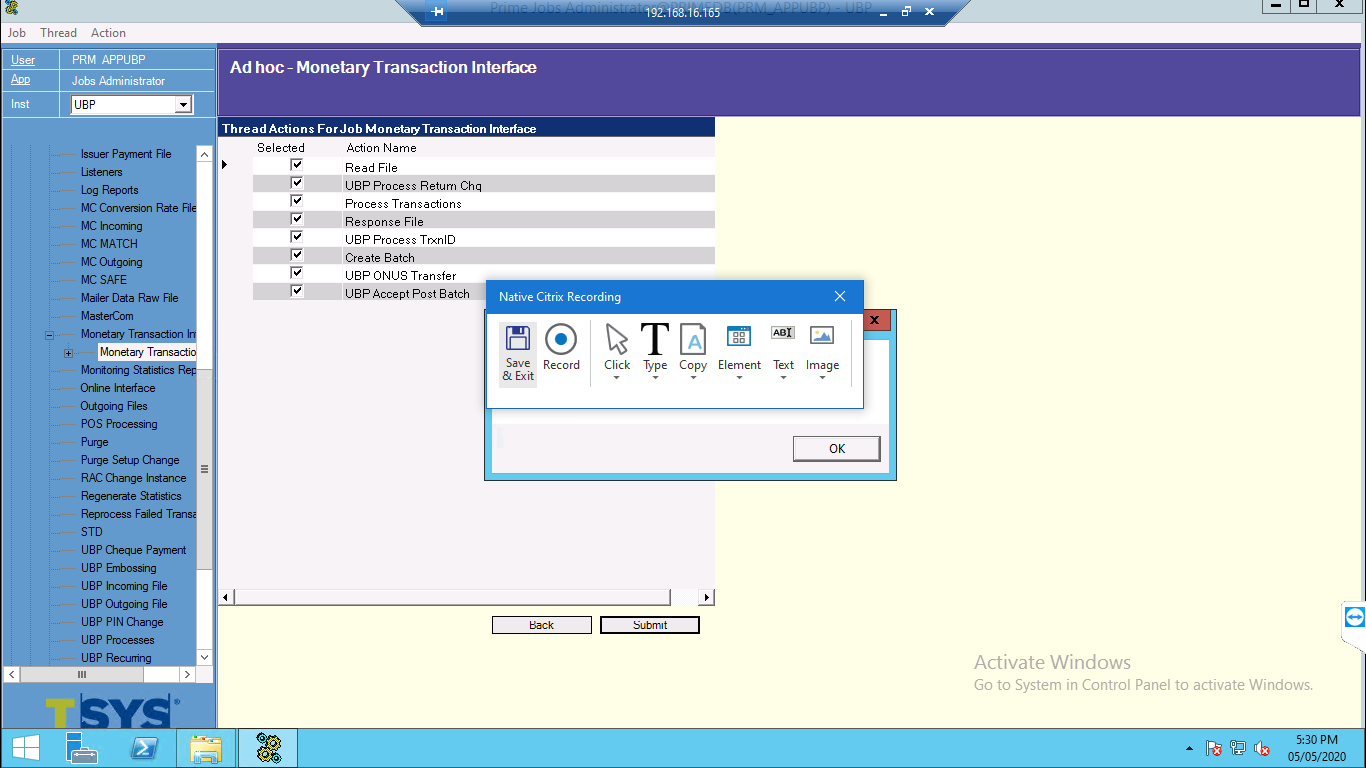 Prime Jobs Administrator@PRIMEDB(PRM_APPUBP) - UBP
192.168.16.165
Job Thread Action
User PRM_APPUBP
App Jobs Administrator
Inst UBP
Ad hoc - Monetary Transaction Interface
Issuer Payment File
Listeners
Log Reports
MC Conversion Rate File
MC Incoming
MC MATCH
MC Outgoing
MC SAFE
Mailer Data Raw File
MasterCom
Monetary Transaction Int
Monetary Transactio
Monitoring Statistics Rep
Online Interface
Outgoing Files
POS Processing
Purge
Purge Setup Change
RAC Change Instance
Regenerate Statistics
Reprocess Failed Transa
STD
UBP Cheque Payment
UBP Embossing
UBP Incoming File
UBP Outgoing File
UBP PIN Change
UBP Processes
UBP Recurring
TSYS®
Thread Actions For Job Monetary Transaction Interface
Selected Action Name
Read File
UBP Process Return Chq
Process Transactions
Response File
UBP Process TrxnID
Create Batch
UBP ONUS Transfer
UBP Accept Post Batch
Native Citrix Recording
Save & Exit
Record
Click
Type
Copy
Element
Text
Image
OK
Back
Submit
Activate Windows
Go to System in Control Panel to activate Windows.
5:30 PM
05/05/2020